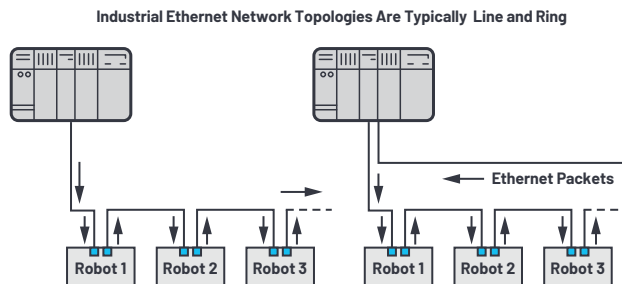 Industrial Ethernet Network Topologies Are Typically Line and Ring
Ethernet Packets
Robot 1
Robot 2
Robot 3
Robot 1
Robot 2
Robot 3